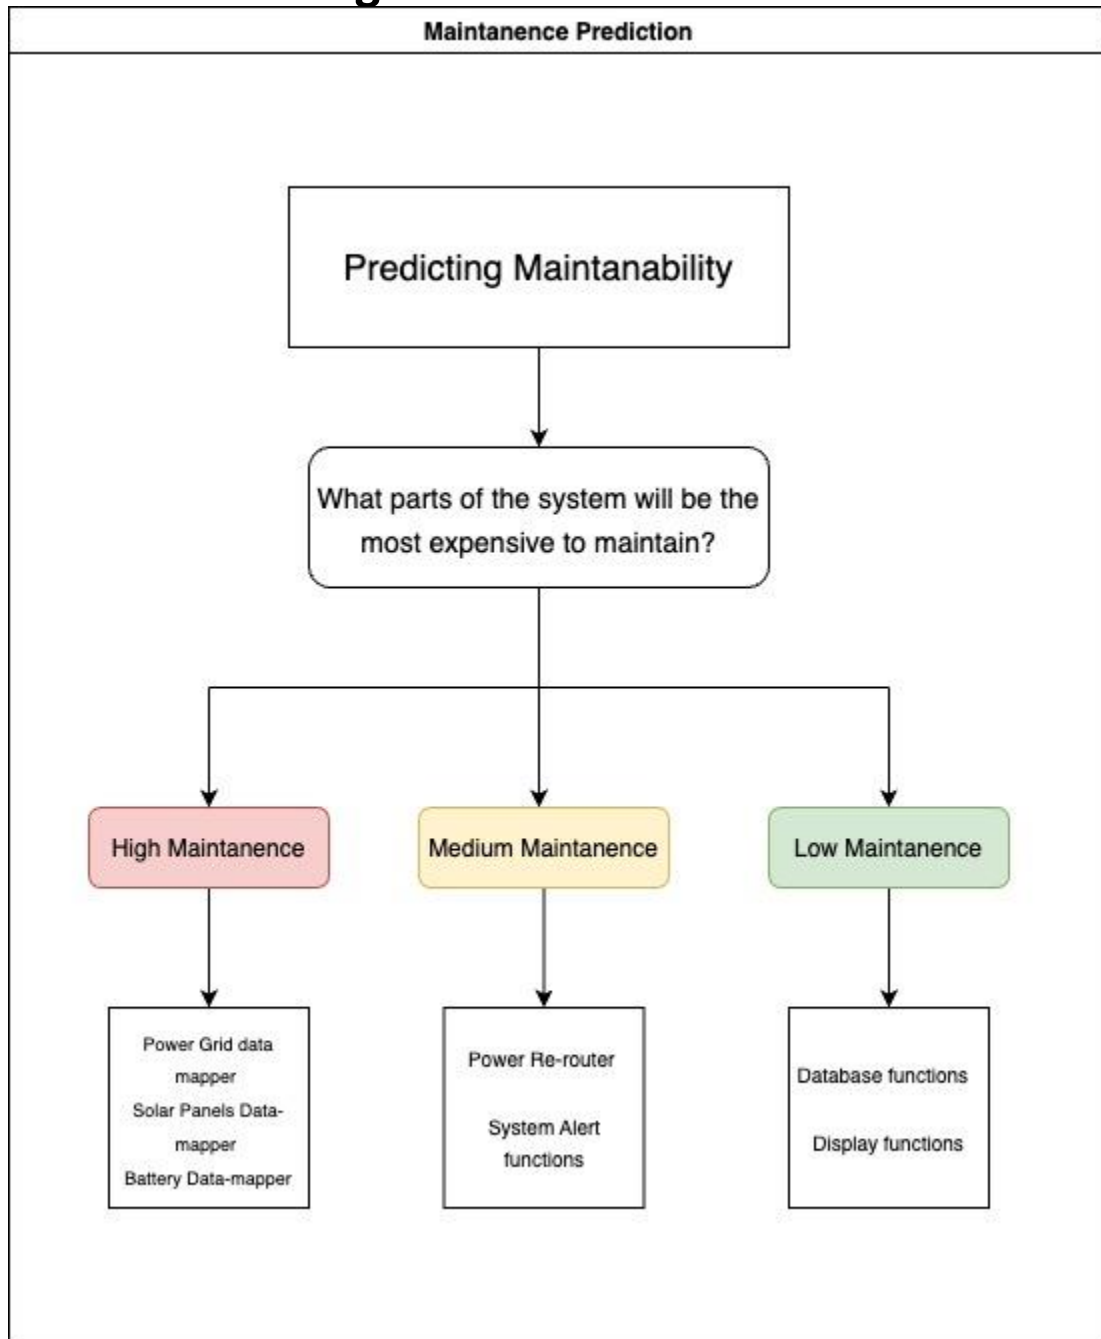 Maintanence Prediction
Predicting Maintanability
What parts of the system will be the
most expensive to maintain?
High Maintanence
Medium Maintanence
Low Maintanence
Power Grid data
mapper
Solar Panels Data-
mapper
Battery Data-mapper
Power Re-router
System Alert
functions
Database functions
Display functions